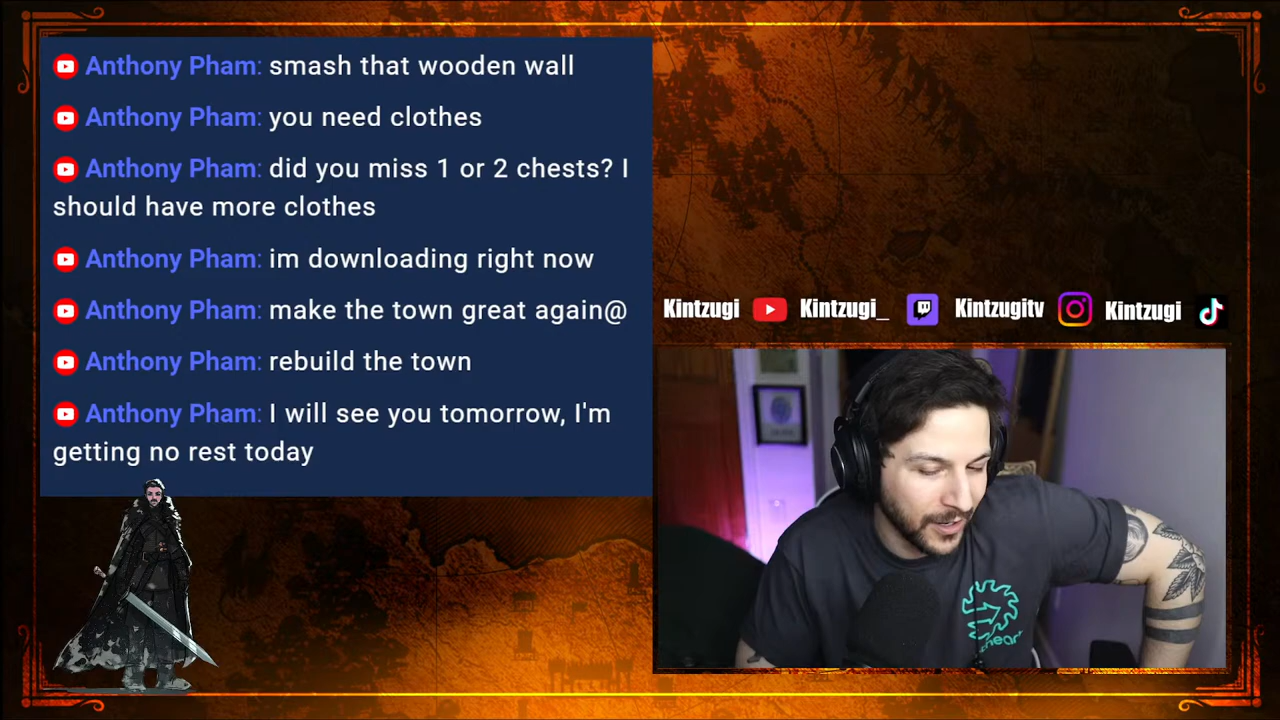 Anthony Pham: smash that wooden wall
Anthony Pham: you need clothes
Anthony Pham: did you miss 1 or 2 chests? I
should have more clothes
Anthony Pham: im downloading right now
Anthony Pham: make the town great again@
Anthony Pham: rebuild the town
Anthony Pham: I will see you tomorrow, I'm
getting no rest today
Kintzugi Kintzugi_ Kintzugitv Kintzugi